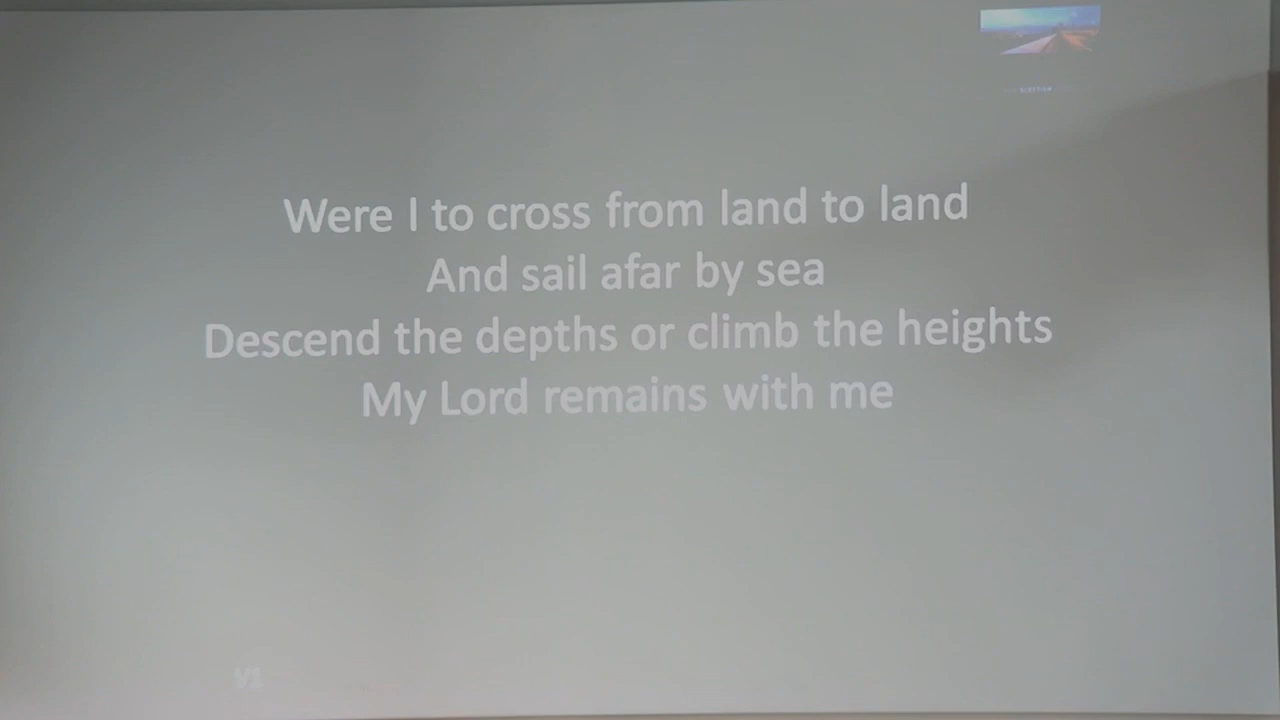 Were I to cross from land to land
And sail afar by sea
Descend the depths or climb the heights
My Lord remains with me
V1